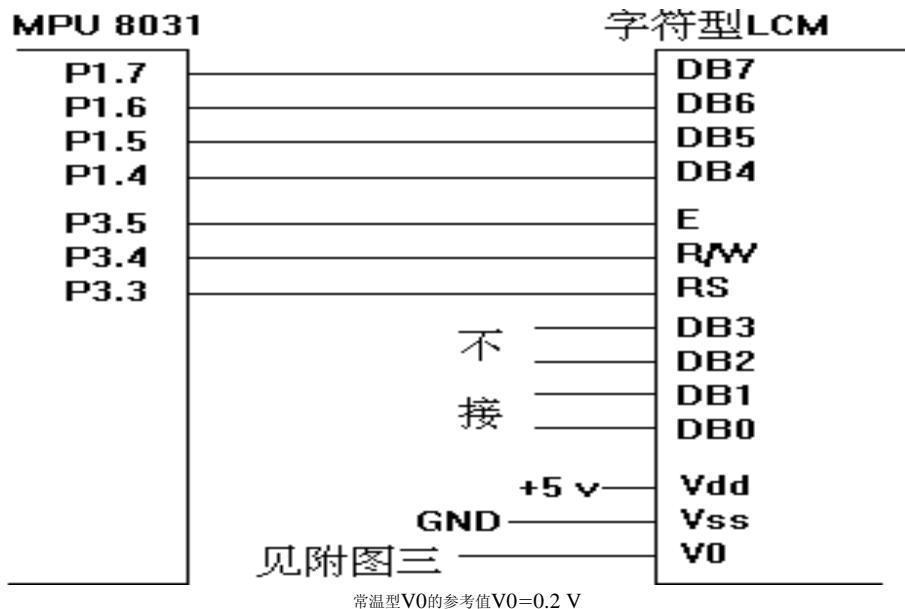 MPU 8031 字符型LCM
P1.7 DB7
P1.6 DB6
P1.5 DB5
P1.4 DB4
P3.5 E
P3.4 R/W
P3.3 RS
不 DB3
DB2
接 DB1
DB0
+5 v Vdd
GND Vss
见附图三 V0
常温型V0的参考值V0=0.2 V